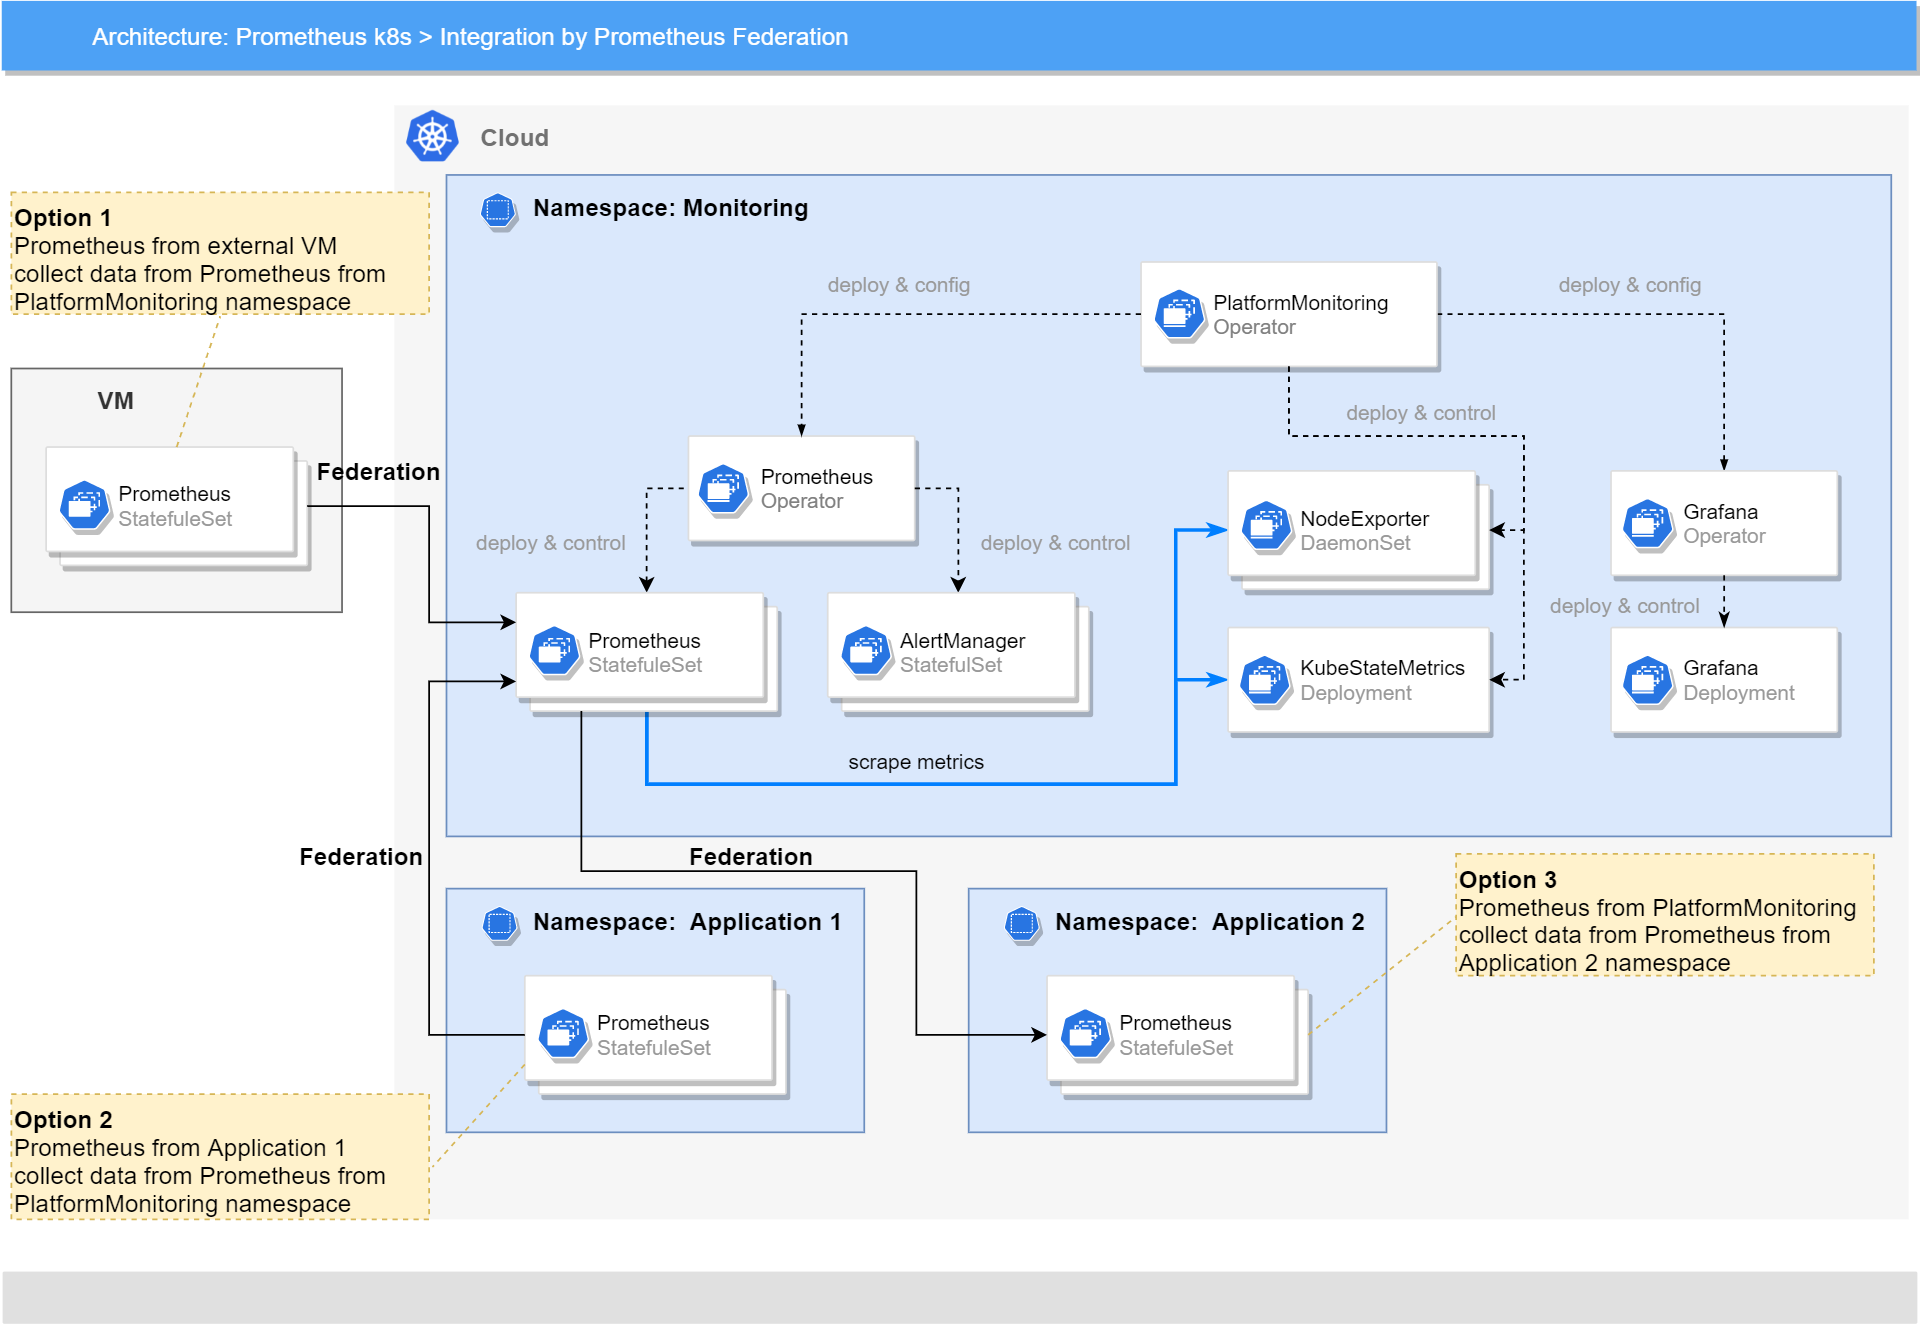 Architecture: Prometheus k8s > Integration by Prometheus Federation
Cloud
Option 1
Prometheus from external VM
collect data from Prometheus from
PlatformMonitoring namespace
Namespace: Monitoring
deploy & config
PlatformMonitoring
Operator
deploy & config
VM
deploy & control
Prometheus
StatefuleSet
Federation
Prometheus
Operator
NodeExporter
DaemonSet
Grafana
Operator
deploy & control
deploy & control
deploy & control
Prometheus
StatefuleSet
AlertManager
StatefulSet
KubeStateMetrics
Deployment
Grafana
Deployment
scrape metrics
Federation
Federation
Option 3
Prometheus from PlatformMonitoring
collect data from Prometheus from
Application 2 namespace
Namespace: Application 1
Namespace: Application 2
Prometheus
StatefuleSet
Prometheus
StatefuleSet
Option 2
Prometheus from Application 1
collect data from Prometheus from
PlatformMonitoring namespace